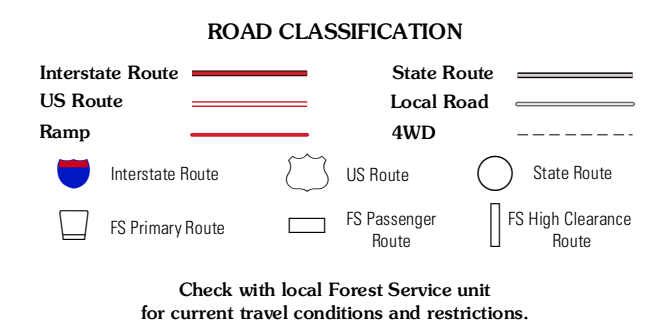 ROAD CLASSIFICATION
Interstate Route
State Route
US Route
Local Road
Ramp
4WD
Interstate Route
US Route
State Route
FS Primary Route
FS Passenger
Route
FS High Clearance
Route
Check with local Forest Service unit
for current travel conditions and restrictions.